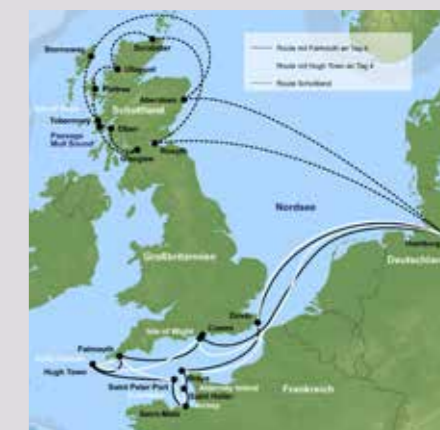 Route mit Falmouth an Tag 4
Route mit Hugh Town an Tag 4
Route Schottland
Stornoway
Scrabster
Ullapool
Portree
Aberdeen
Schottland
Tobermory
Oban
Passage
Mull Sound
Glasgow
Rosyth
Nordsee
Hamburg
Deutschland
Großbritannien
Dover
Isle of Wight
Cowes
Falmouth
Hugh Town
Saint Peter Port
Alderney Island
Saint Helier
Saint-Malo
Frankreich